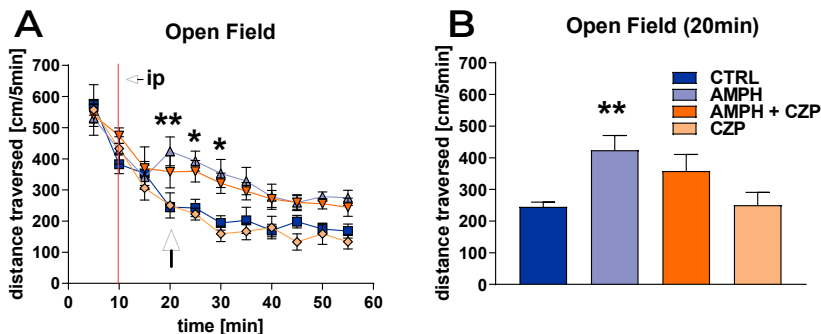 A
Open Field
distance traversed [cm/5min]
700
600
500
400
300
200
100
0
ip
**
*
*
0
10
20
30
40
50
60
time [min]
B
Open Field (20min)
distance traversed [cm/5min]
700
600
500
400
300
200
100
0
**
CTRL
AMPH
AMPH + CZP
CZP